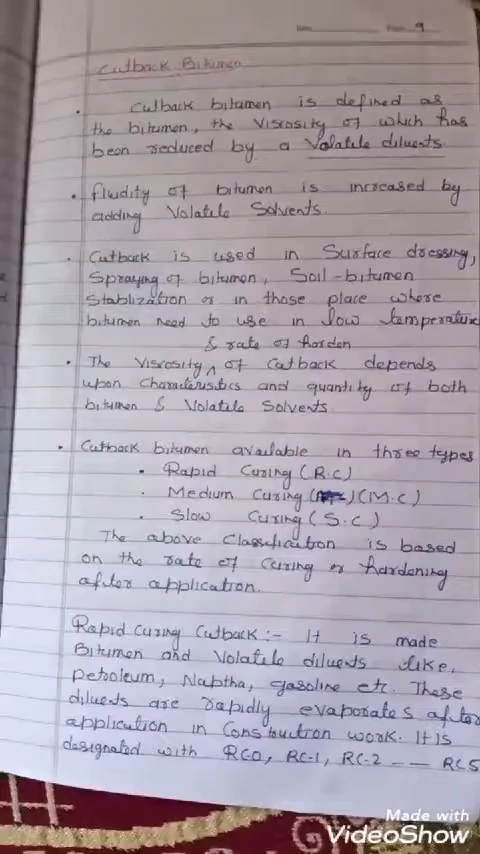 9
Cutback Bitumen
• Cutback bitumen is defined as
the bitumen, the Viscosity of which has
been reduced by a Volatile diluents.
• fluidity of bitumen is increased by
adding Volatile Solvents.
• Cutback is used in Surface dressing,
Spraying of bitumen, Soil-bitumen
Stablization or in those place where
bitumen need to use in low temperature
& rate of harden
• The Viscosity ^ of Cutback depends
upon characteristics and quantity of both
bitumen & Volatile Solvents.
• Cutback bitumen available in three types
• Rapid Curing (R.C)
• Medium Curing (M.C)
• Slow Curing (S.C)
The above Classification is based
on the rate of Curing or hardening
after application.
Rapid Curing Cutback :- It is made
Bitumen and Volatile diluents like,
Petroleum, Naptha, gasoline etc. These
diluents are rapidly evaporates after
application in Construction work. It is
designated with RC0, RC-1, RC-2 -- RC5
Made with
VideoShow